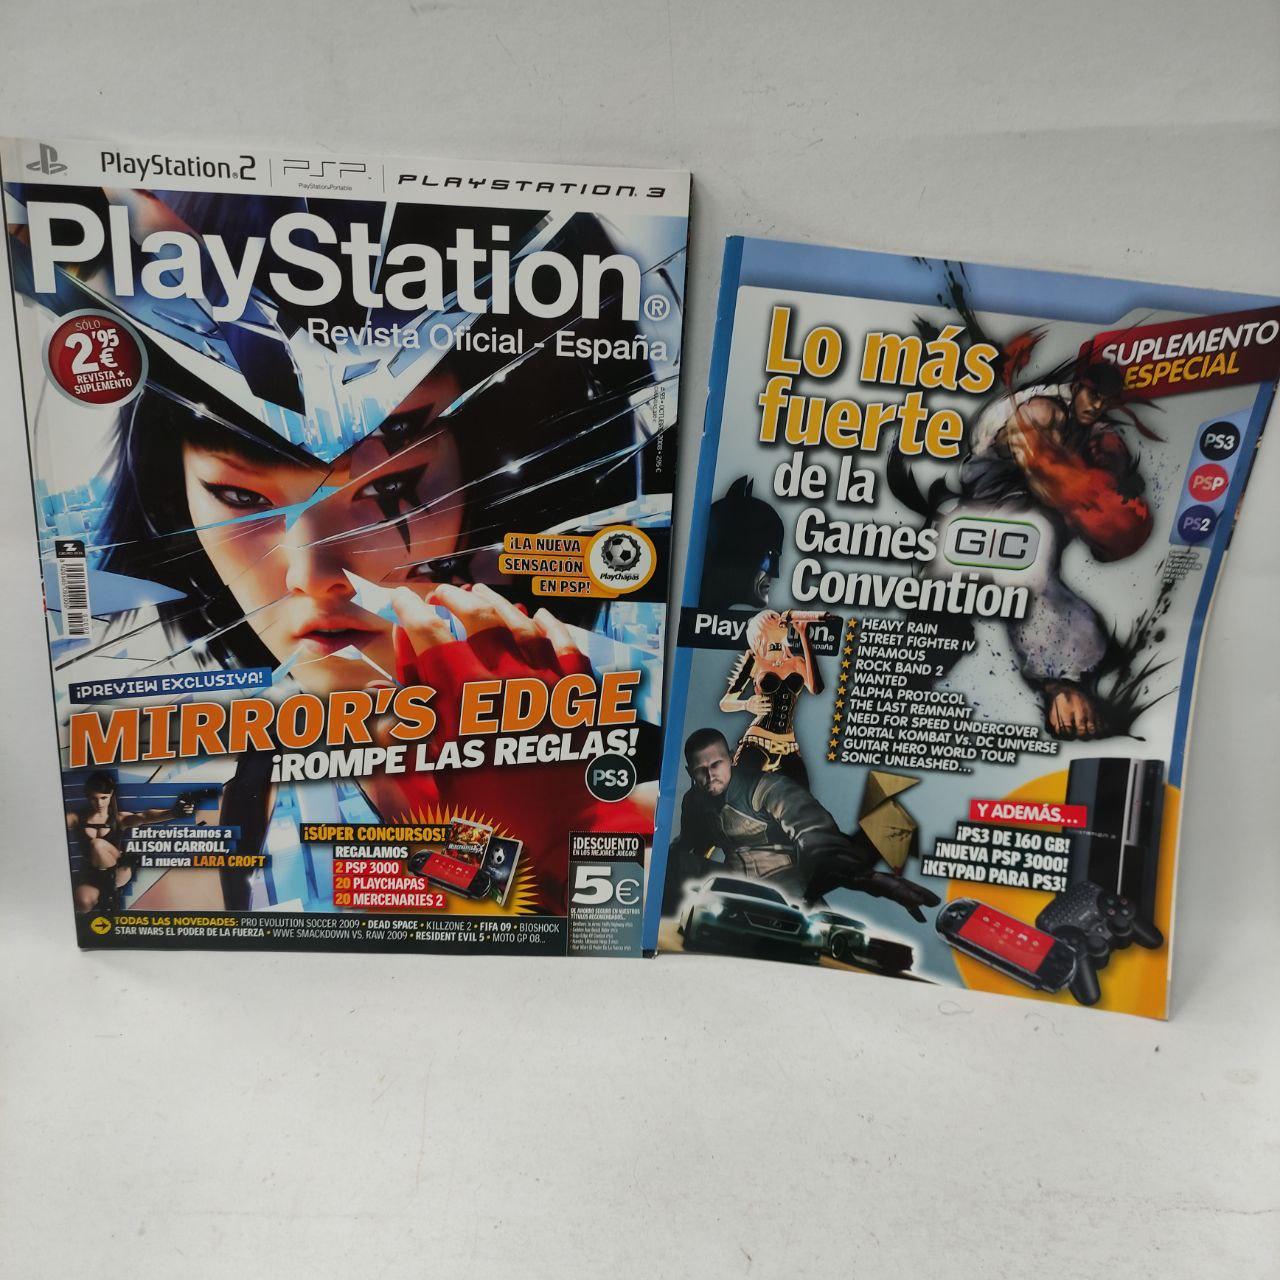 PlayStation®2
PSP®
PlayStation®Portable
PLAYSTATION®3
PlayStation®
Revista Oficial - España
SÓLO
2'95
€
REVISTA +
SUPLEMENTO
¡LA NUEVA
SENSACIÓN
EN PSP!
PlayChapas
¡PREVIEW EXCLUSIVA!
MIRROR'S EDGE
¡ROMPE LAS REGLAS!
PS3
Entrevistamos a
ALISON CARROLL,
la nueva LARA CROFT
¡SÚPER CONCURSOS!
REGALAMOS
2 PSP 3000
20 PLAYCHAPAS
20 MERCENARIES 2
¡DESCUENTO
EN LOS MEJORES JUEGOS!
5€
DE AHORRO SEGURO EN NUESTROS
TÍTULOS RECOMENDADOS...
TODAS LAS NOVEDADES: PRO EVOLUTION SOCCER 2009 • DEAD SPACE • KILLZONE 2 • FIFA 09 • BIOSHOCK
STAR WARS EL PODER DE LA FUERZA • WWE SMACKDOWN VS. RAW 2009 • RESIDENT EVIL 5 • MOTO GP 08...
SUPLEMENTO
ESPECIAL
Lo más
fuerte
de la
Games GC
Convention
PS3
PSP
PS2
HEAVY RAIN
STREET FIGHTER IV
INFAMOUS
ROCK BAND 2
WANTED
ALPHA PROTOCOL
THE LAST REMNANT
NEED FOR SPEED UNDERCOVER
MORTAL KOMBAT Vs. DC UNIVERSE
GUITAR HERO WORLD TOUR
SONIC UNLEASHED...
Y ADEMÁS...
¡PS3 DE 160 GB!
¡NUEVA PSP 3000!
¡KEYPAD PARA PS3!